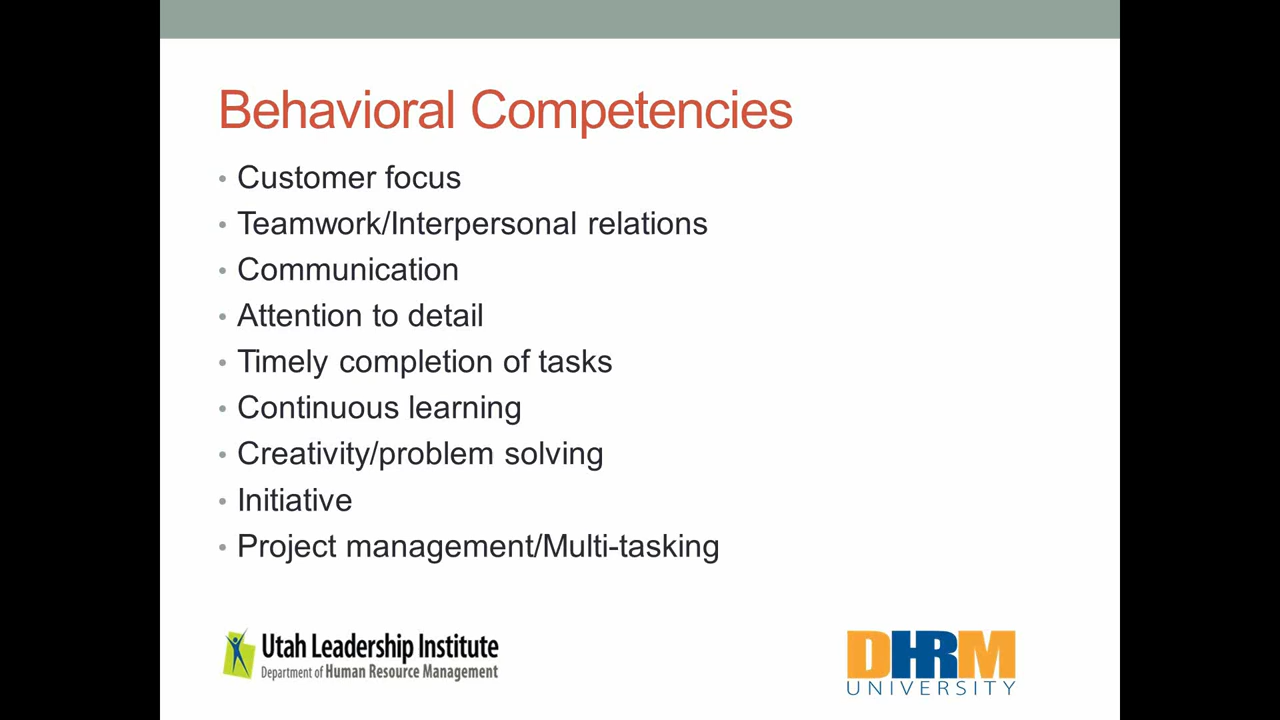 Behavioral Competencies
• Customer focus
• Teamwork/Interpersonal relations
• Communication
• Attention to detail
• Timely completion of tasks
• Continuous learning
• Creativity/problem solving
• Initiative
• Project management/Multi-tasking
Utah Leadership Institute
Department of Human Resource Management
DHRM
UNIVERSITY